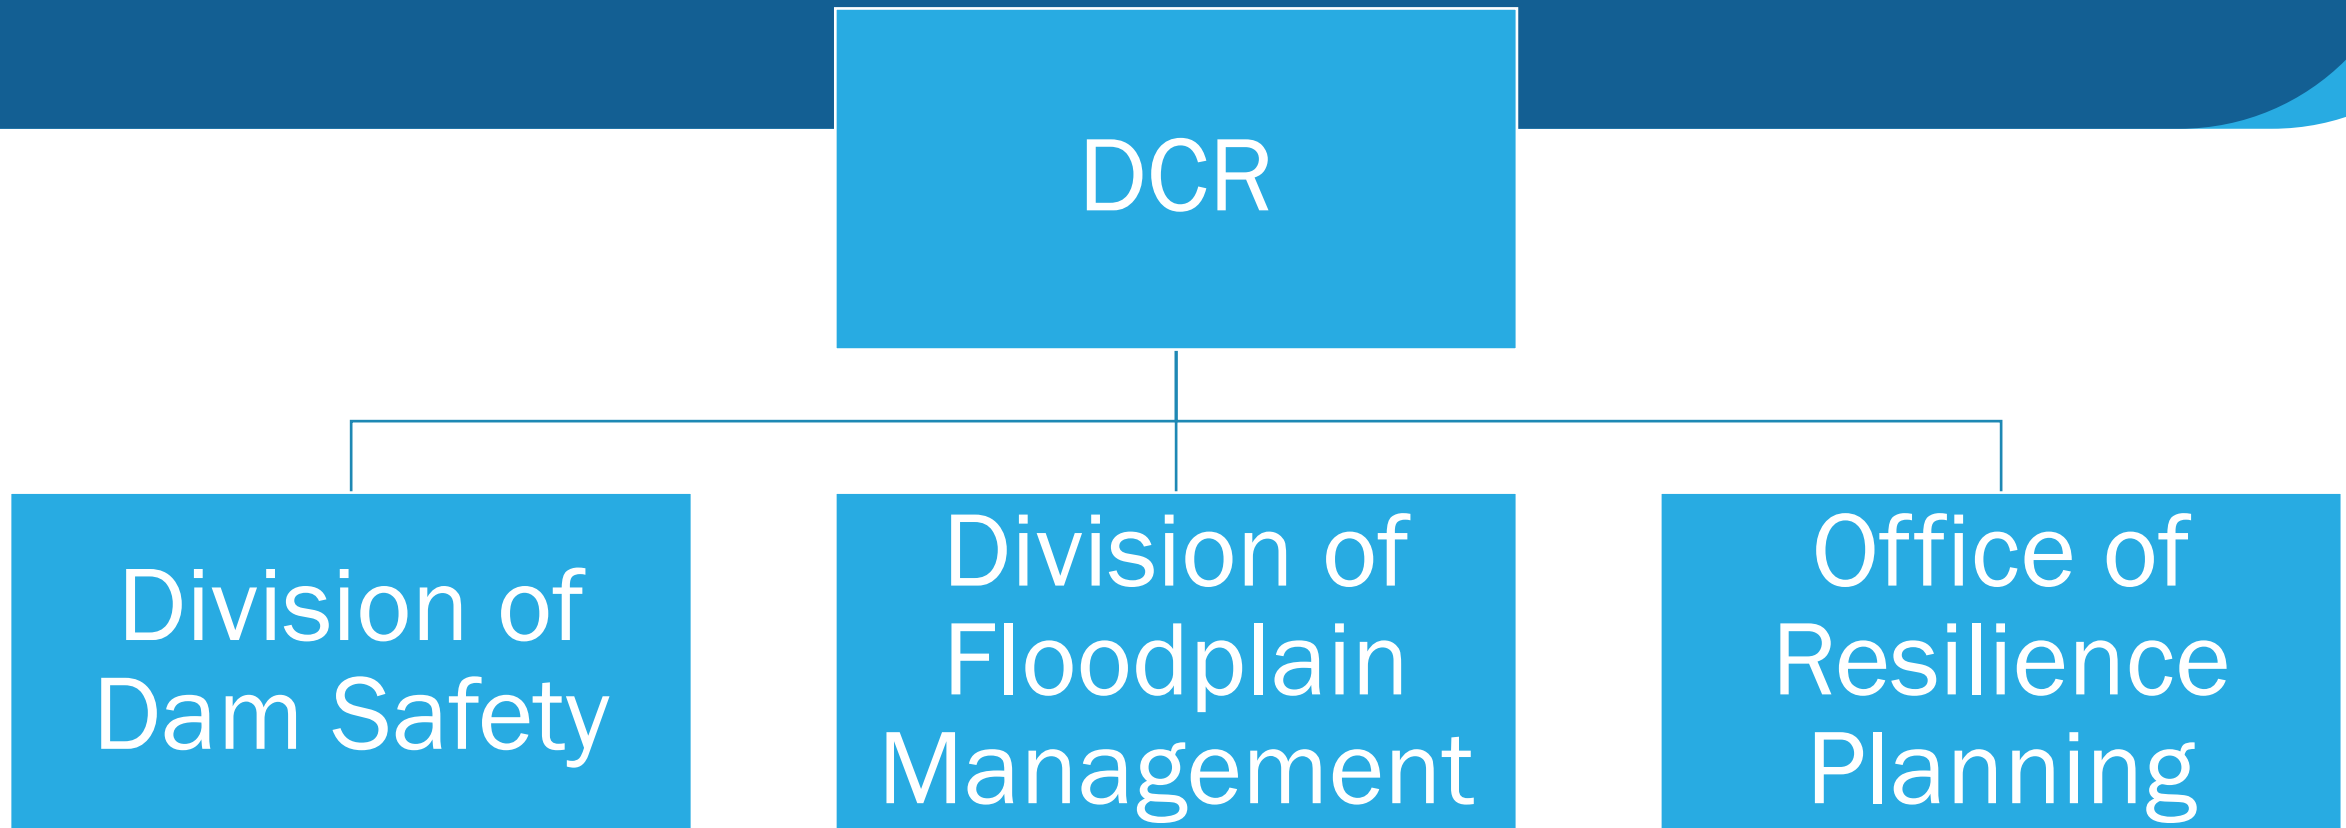 DCR
Division of
Dam Safety
Division of
Floodplain
Management
Office of
Resilience
Planning